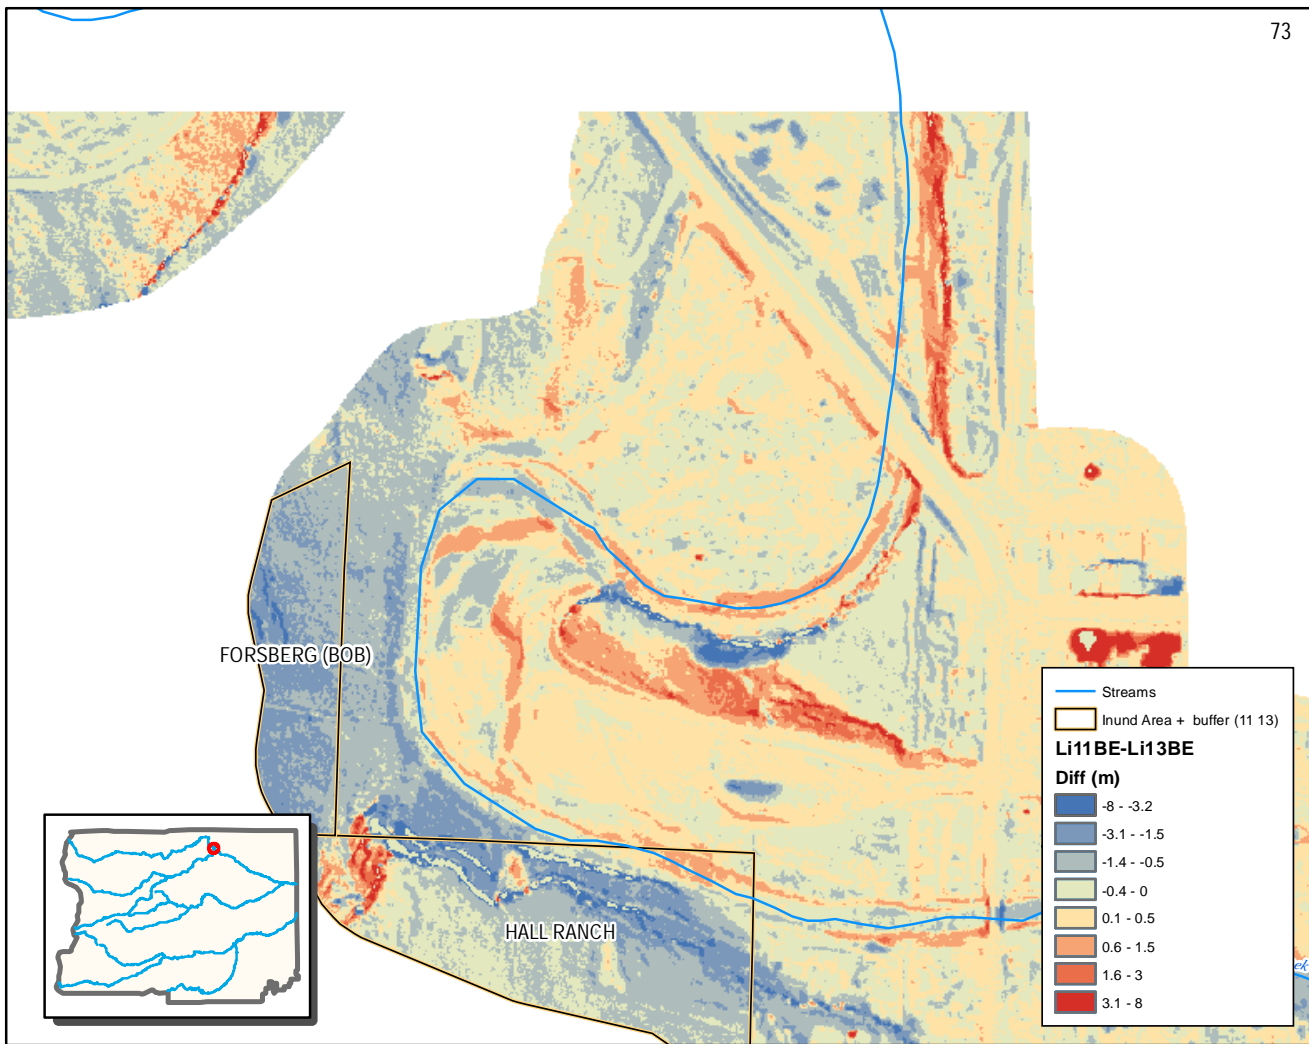 73
FORSBERG (BOB)
HALL RANCH
Streams
Inund Area + buffer (11 13)
Li11BE-Li13BE
Diff (m)
-8 - -3.2
-3.1 - -1.5
-1.4 - -0.5
-0.4 - 0
0.1 - 0.5
0.6 - 1.5
1.6 - 3
3.1 - 8
ek